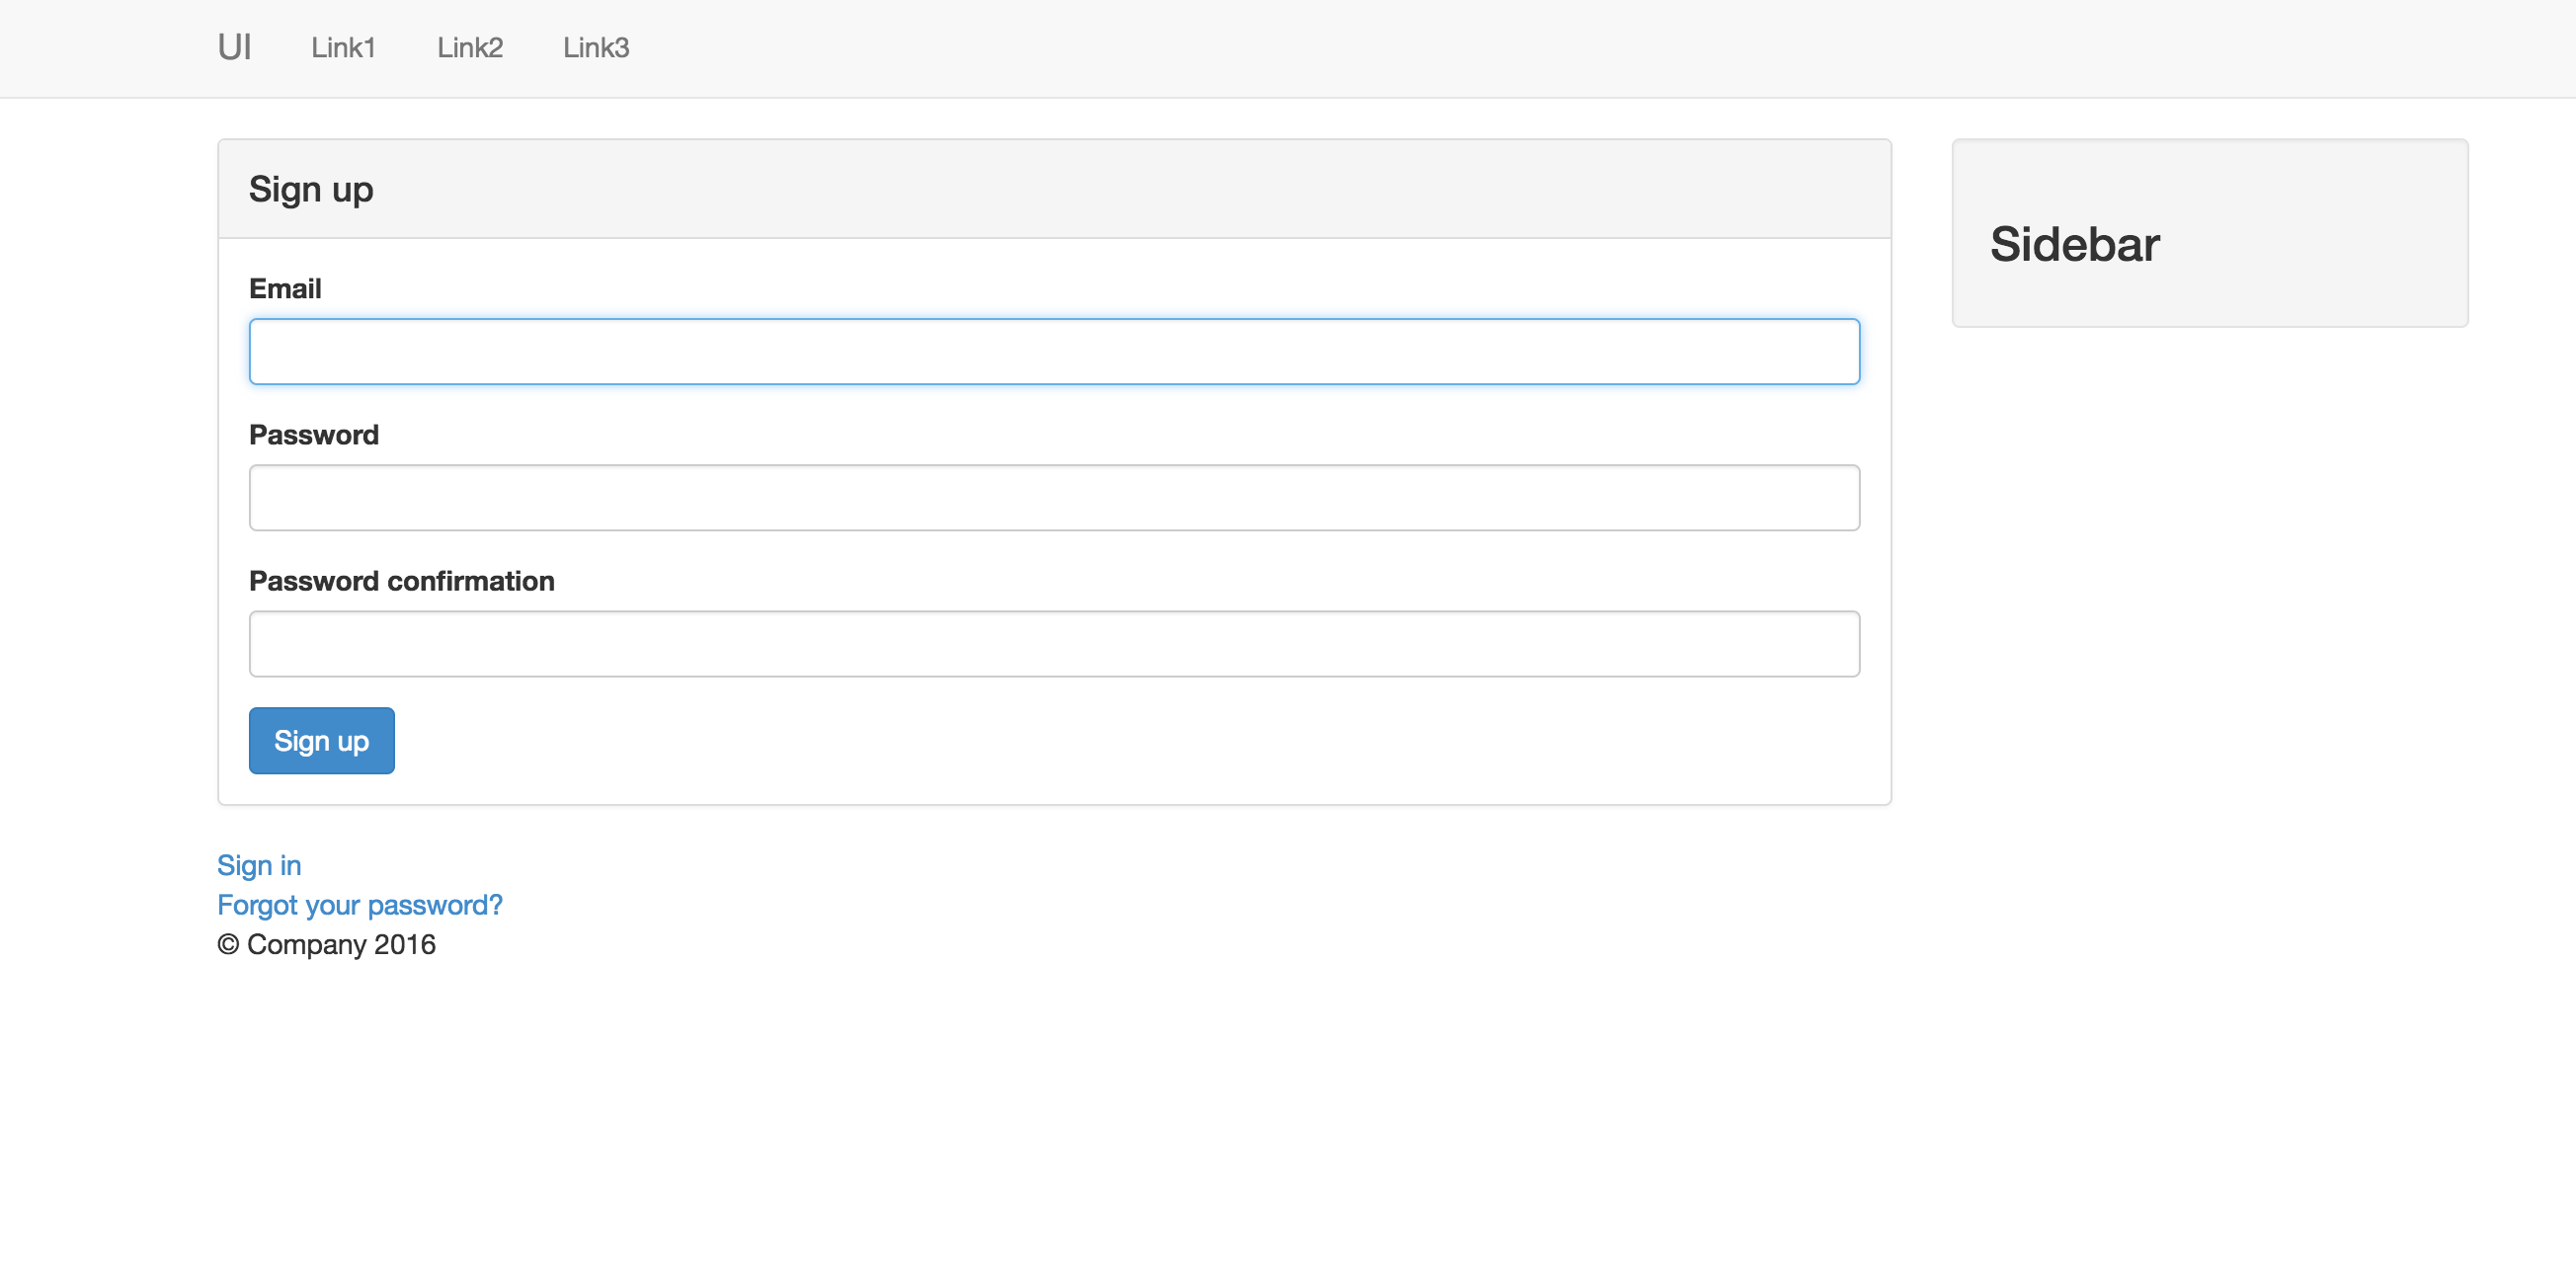 UI Link1 Link2 Link3
Sign up
Email
Password
Password confirmation
Sign up
Sign in
Forgot your password?
© Company 2016
Sidebar